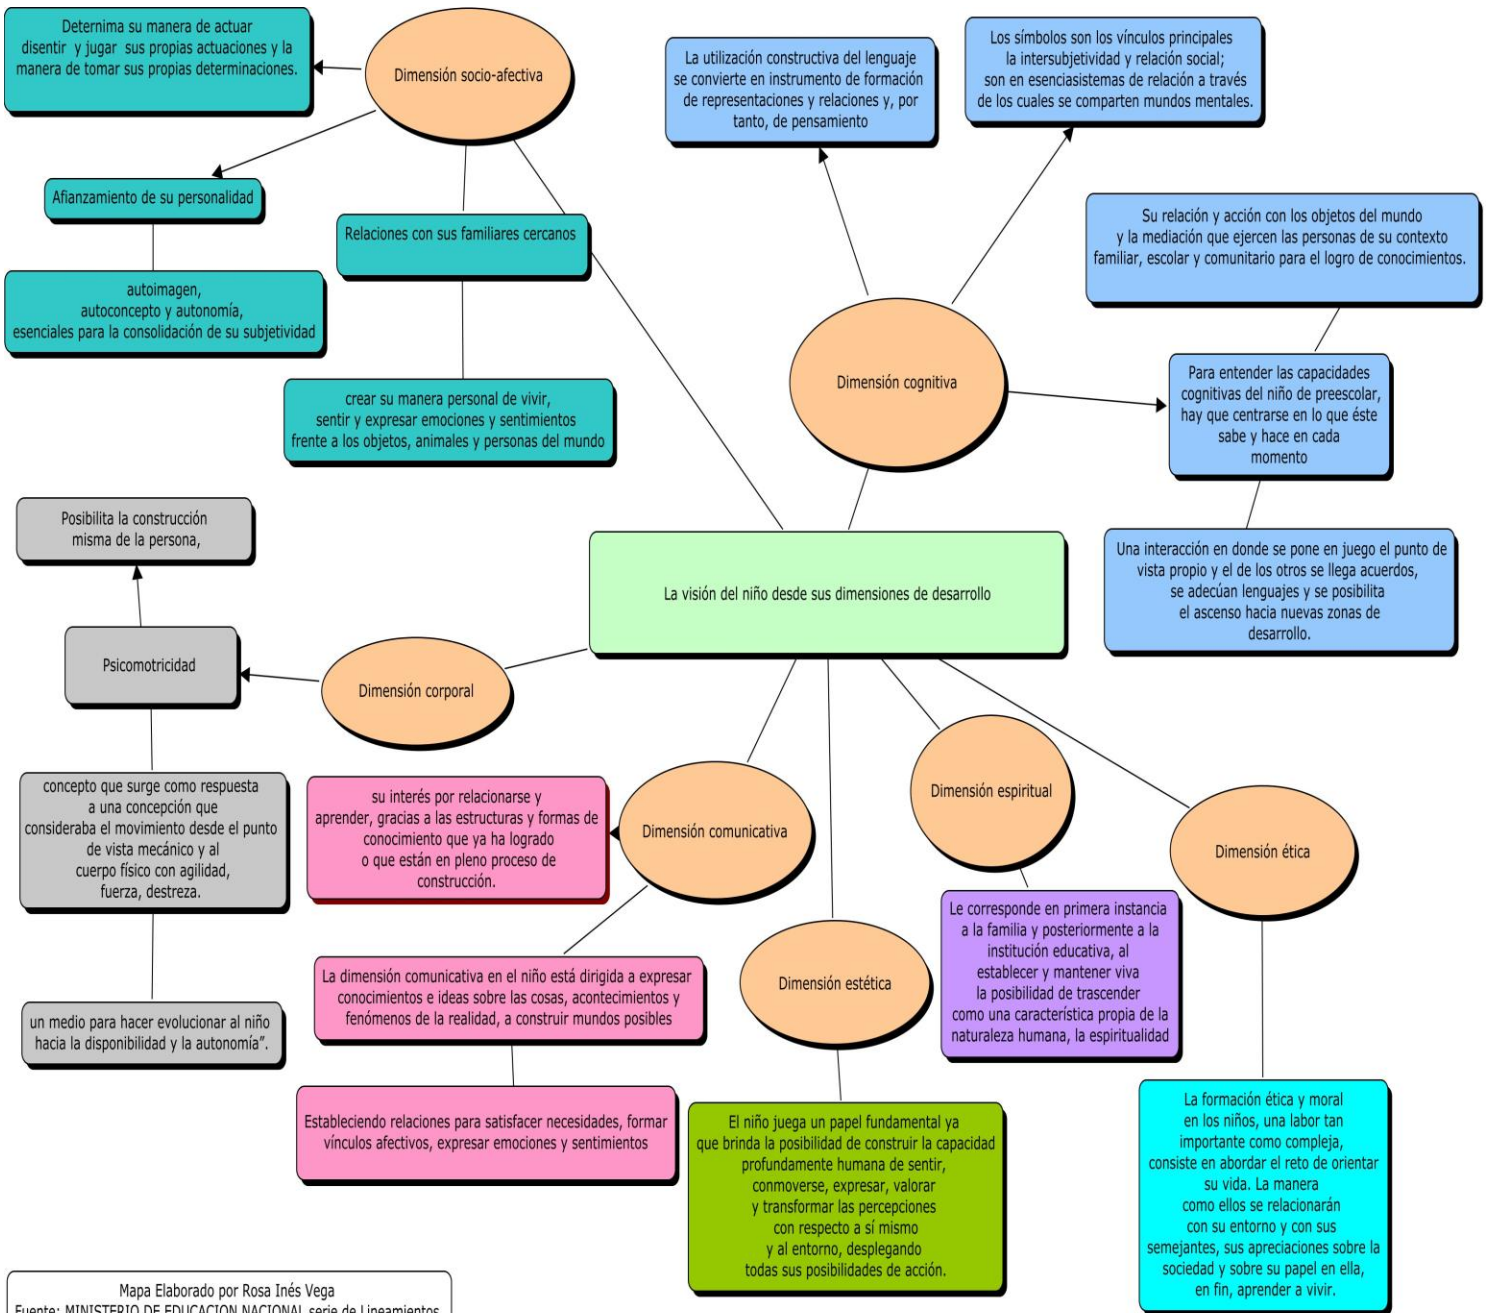 Deternima su manera de actuar
disentir y jugar sus propias actuaciones y la
manera de tomar sus propias determinaciones.
Dimensión socio-afectiva
La utilización constructiva del lenguaje
se convierte en instrumento de formación
de representaciones y relaciones y, por
tanto, de pensamiento
Los símbolos son los vínculos principales
la intersubjetividad y relación social;
son en esenciasistemas de relación a través
de los cuales se comparten mundos mentales.
Afianzamiento de su personalidad
Relaciones con sus familiares cercanos
Su relación y acción con los objetos del mundo
y la mediación que ejercen las personas de su contexto
familiar, escolar y comunitario para el logro de conocimientos.
autoimagen,
autoconcepto y autonomía,
esenciales para la consolidación de su subjetividad
Dimensión cognitiva
Para entender las capacidades
cognitivas del niño de preescolar,
hay que centrarse en lo que éste
sabe y hace en cada
momento
crear su manera personal de vivir,
sentir y expresar emociones y sentimientos
frente a los objetos, animales y personas del mundo
Posibilita la construcción
misma de la persona,
Una interacción en donde se pone en juego el punto de
vista propio y el de los otros se llega acuerdos,
se adecúan lenguajes y se posibilita
el ascenso hacia nuevas zonas de
desarrollo.
La visión del niño desde sus dimensiones de desarrollo
Psicomotricidad
Dimensión corporal
concepto que surge como respuesta
a una concepción que
consideraba el movimiento desde el punto
de vista mecánico y al
cuerpo físico con agilidad,
fuerza, destreza.
su interés por relacionarse y
aprender, gracias a las estructuras y formas de
conocimiento que ya ha logrado
o que están en pleno proceso de
construcción.
Dimensión comunicativa
Dimensión espiritual
Dimensión ética
Le corresponde en primera instancia
a la familia y posteriormente a la
institución educativa, al
establecer y mantener viva
la posibilidad de trascender
como una característica propia de la
naturaleza humana, la espiritualidad
La dimensión comunicativa en el niño está dirigida a expresar
conocimientos e ideas sobre las cosas, acontecimientos y
fenómenos de la realidad, a construir mundos posibles
Dimensión estética
un medio para hacer evolucionar al niño
hacia la disponibilidad y la autonomía”.
Estableciendo relaciones para satisfacer necesidades, formar
vínculos afectivos, expresar emociones y sentimientos
El niño juega un papel fundamental ya
que brinda la posibilidad de construir la capacidad
profundamente humana de sentir,
conmoverse, expresar, valorar
y transformar las percepciones
con respecto a sí mismo
y al entorno, desplegando
todas sus posibilidades de acción.
La formación ética y moral
en los niños, una labor tan
importante como compleja,
consiste en abordar el reto de orientar
su vida. La manera
como ellos se relacionarán
con su entorno y con sus
semejantes, sus apreciaciones sobre la
sociedad y sobre su papel en ella,
en fin, aprender a vivir.
Mapa Elaborado por Rosa Inés Vega
Fuente: MINISTERIO DE EDUCACION NACIONAL serie de Lineamientos